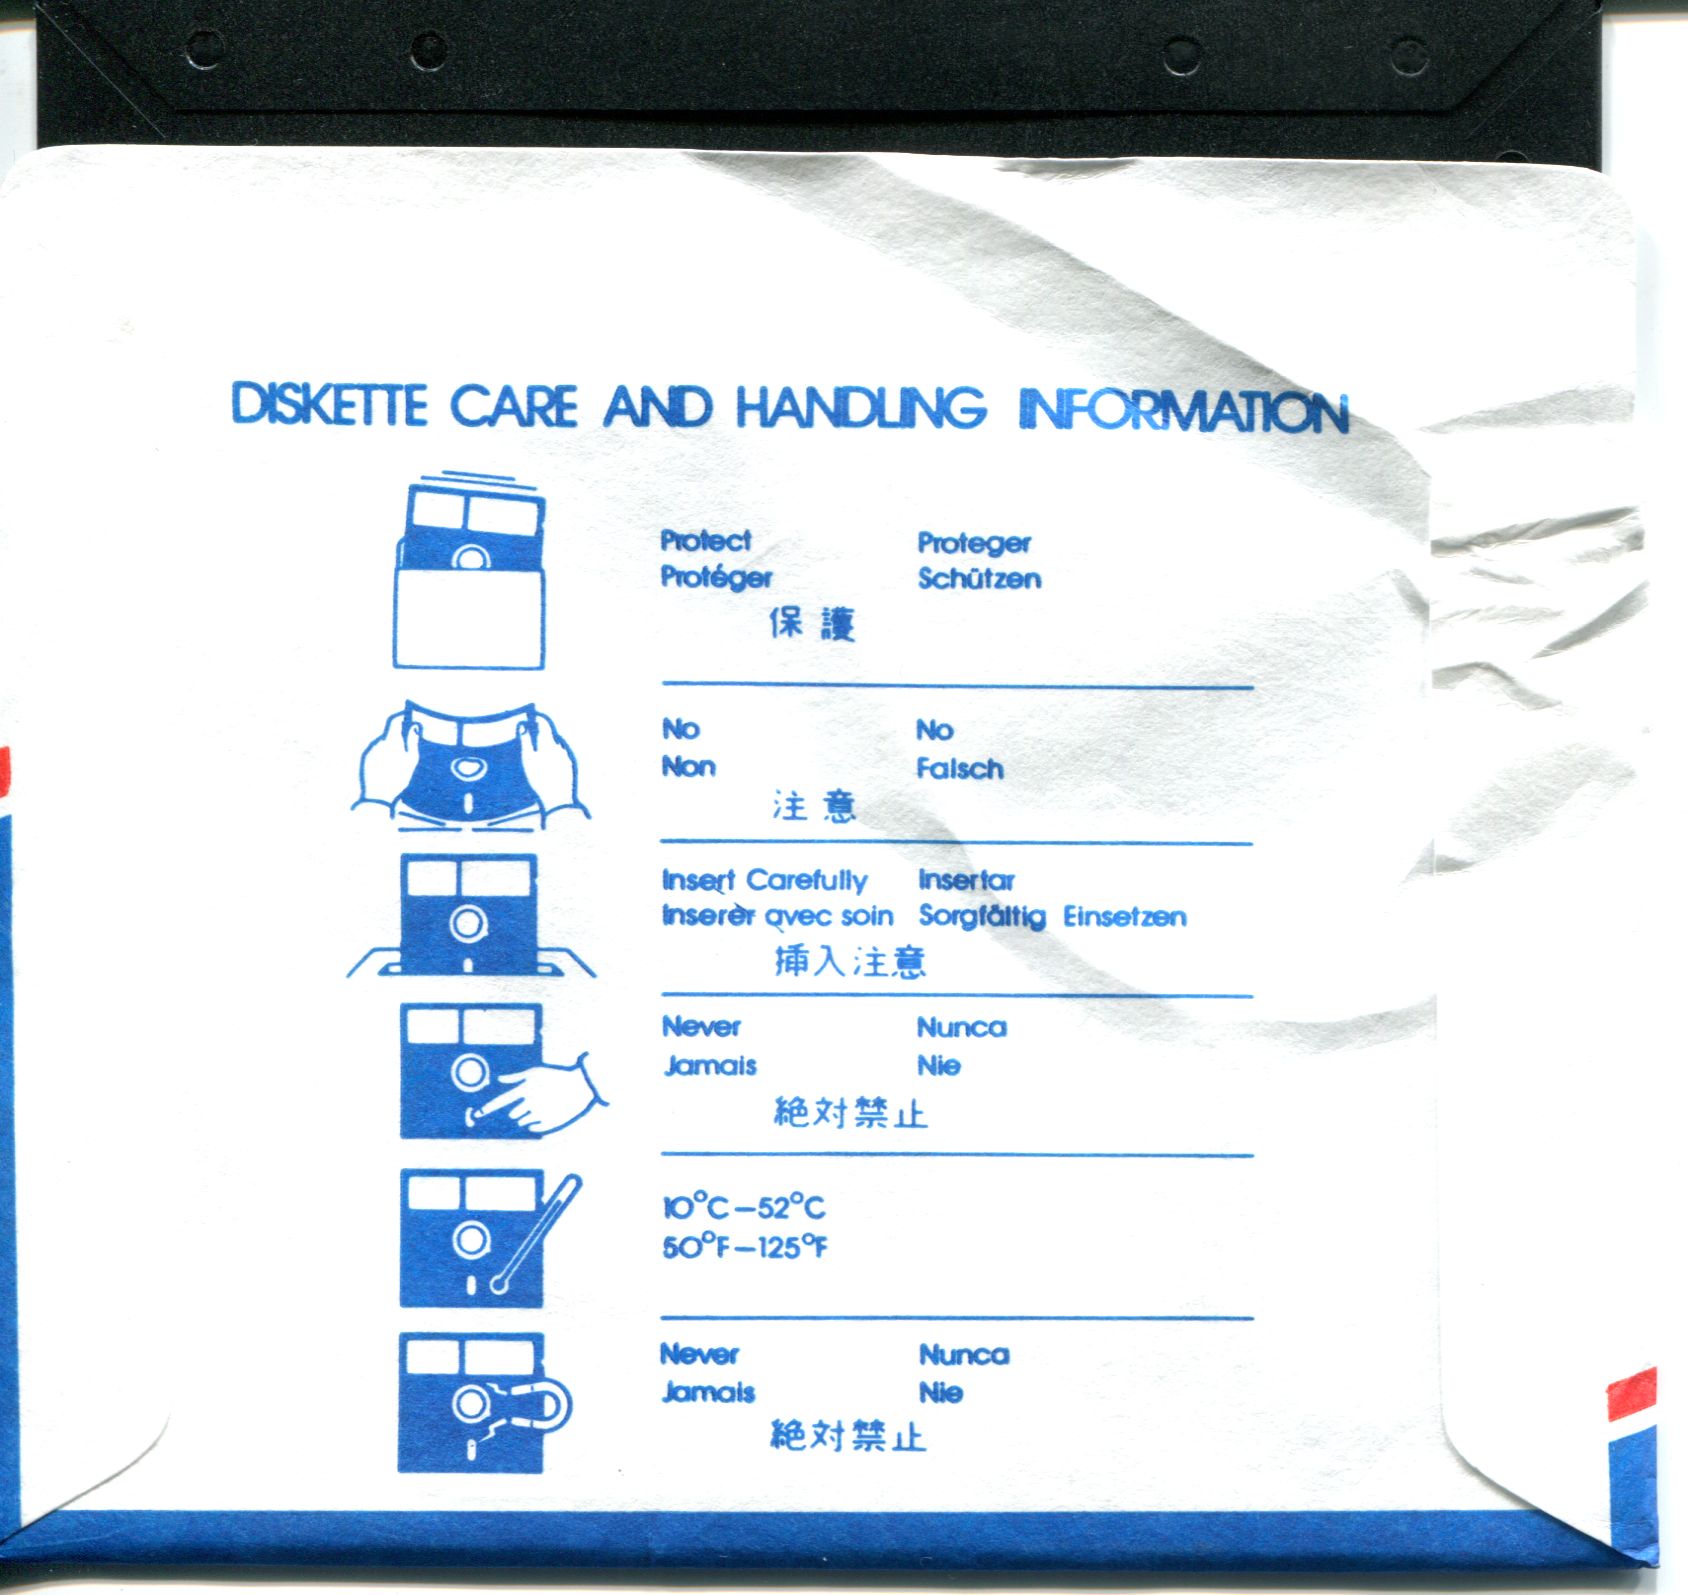 DISKETTE CARE AND HANDLING INFORMATION
Protect Proteger
Protéger Schützen
保護
No No
Non Falsch
注意
Insert Carefully Insertar
Inserer avec soin Sorgfältig Einsetzen
挿入注意
Never Nunca
Jamais Nie
絶対禁止
10°C–52°C
50°F–125°F
Never Nunca
Jamais Nie
絶対禁止